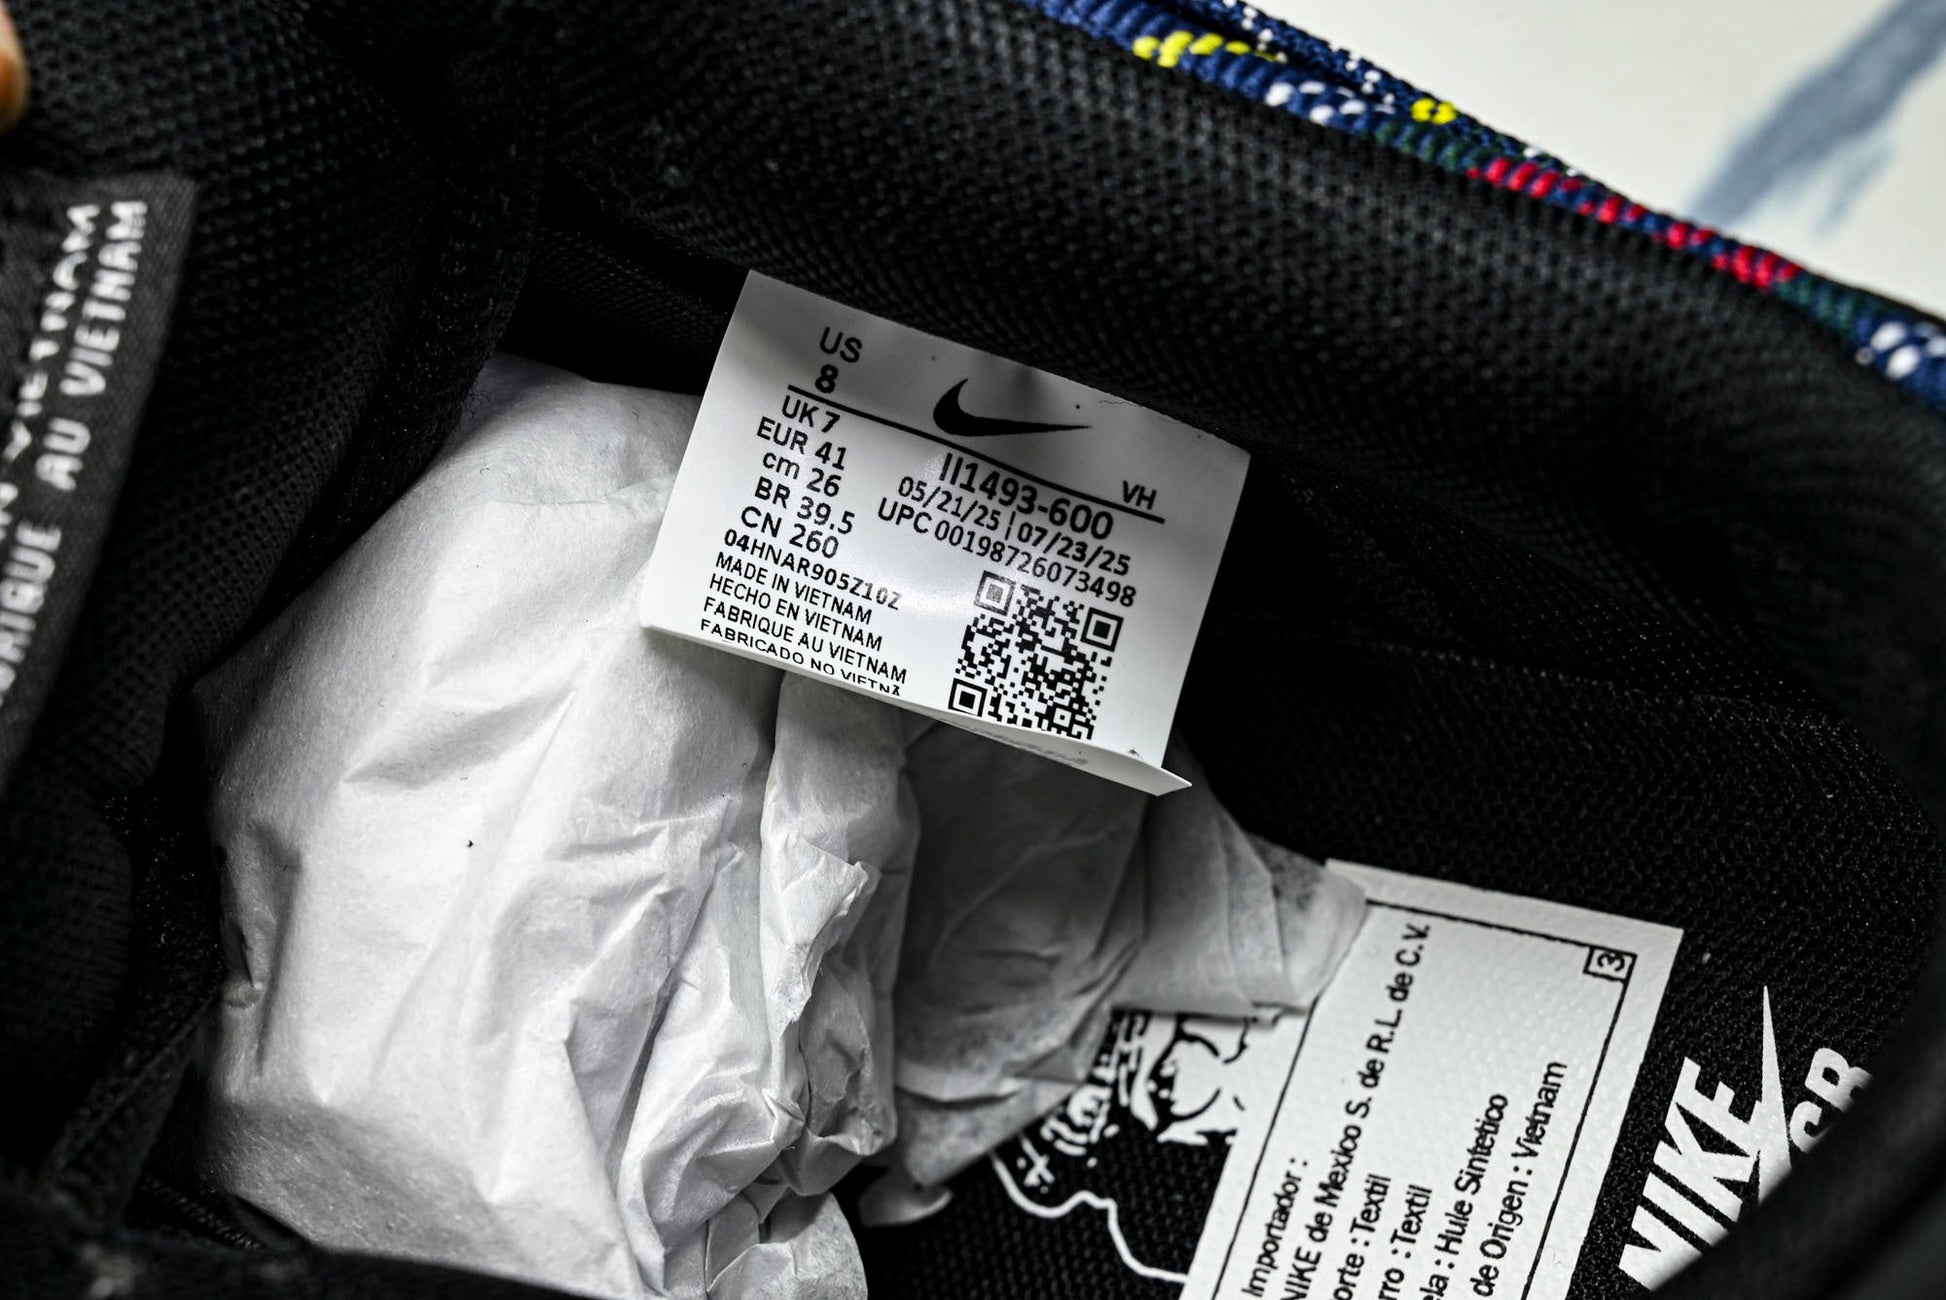 US
8
UK 7
EUR 41
cm 26
BR 39.5
CN 260
04HNAR905Z10Z
MADE IN VIETNAM
HECHO EN VIETNAM
FABRIQUE AU VIETNAM
FABRICADO NO VIETNÃ
VH
II1493-600
05/21/25 | 07/23/25
UPC 00198726073498
AU VIETNAM
3
Importador :
NIKE de Mexico S. de R.L. de C.V.
: Textil
: Textil
: Hule Sintetico
de Origen : Vietnam
NIKE
SB